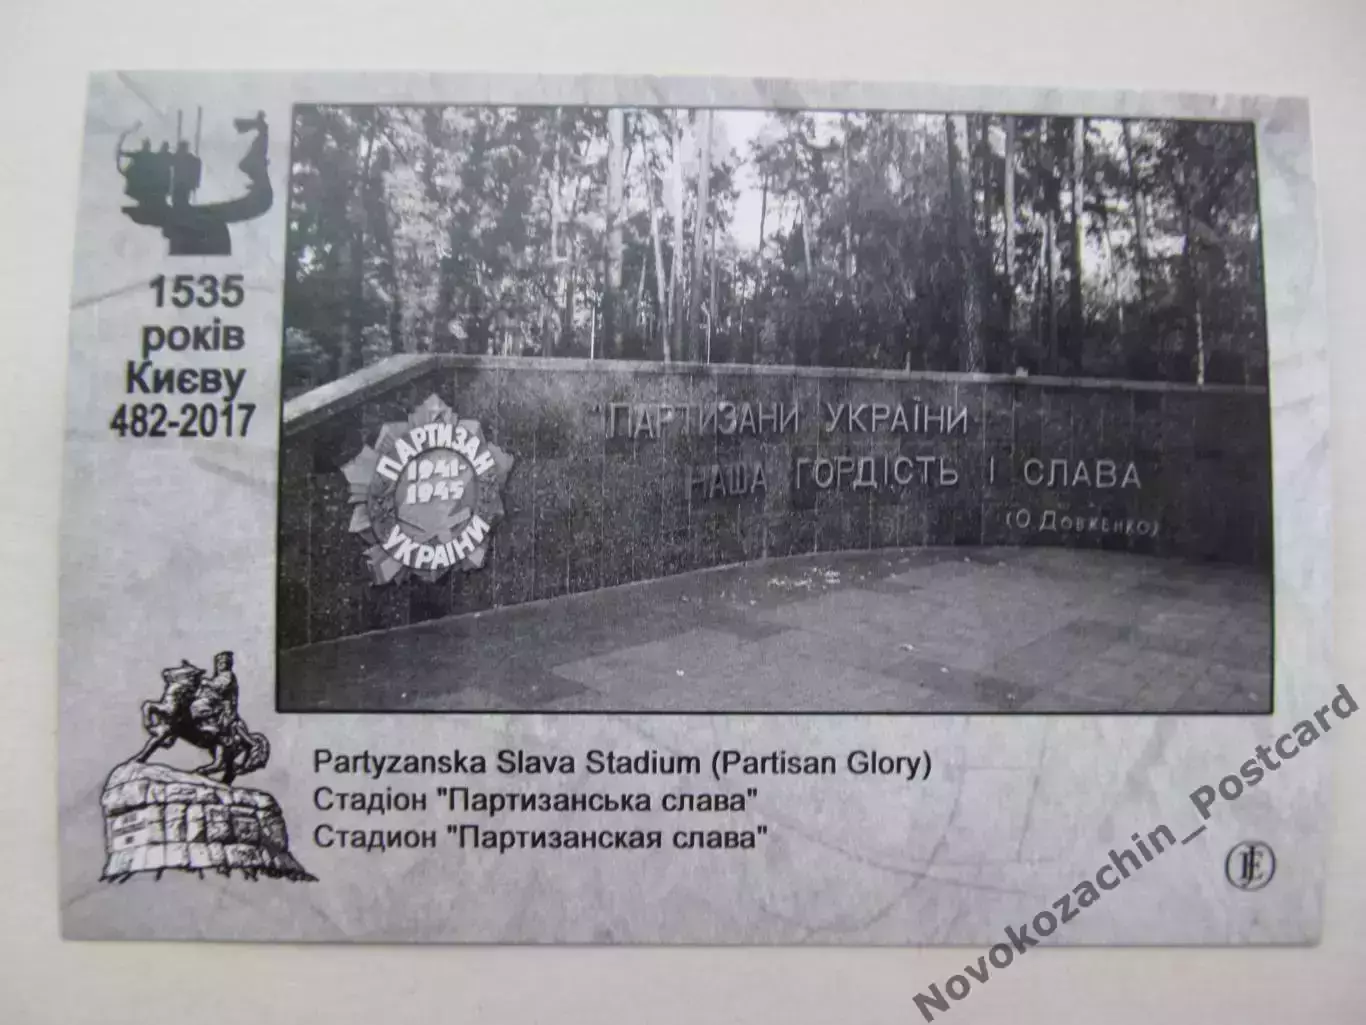 1535
років
Києву
482-2017
ПАРТИЗАН
1941-
1945
УКРАЇНИ
"ПАРТИЗАНИ УКРАЇНИ
НАША ГОРДІСТЬ І СЛАВА
(О. ДОВЖЕНКО)
Partyzanska Slava Stadium (Partisan Glory)
Стадіон "Партизанська слава"
Стадион "Партизанская слава"
Novokozachin_Postcard